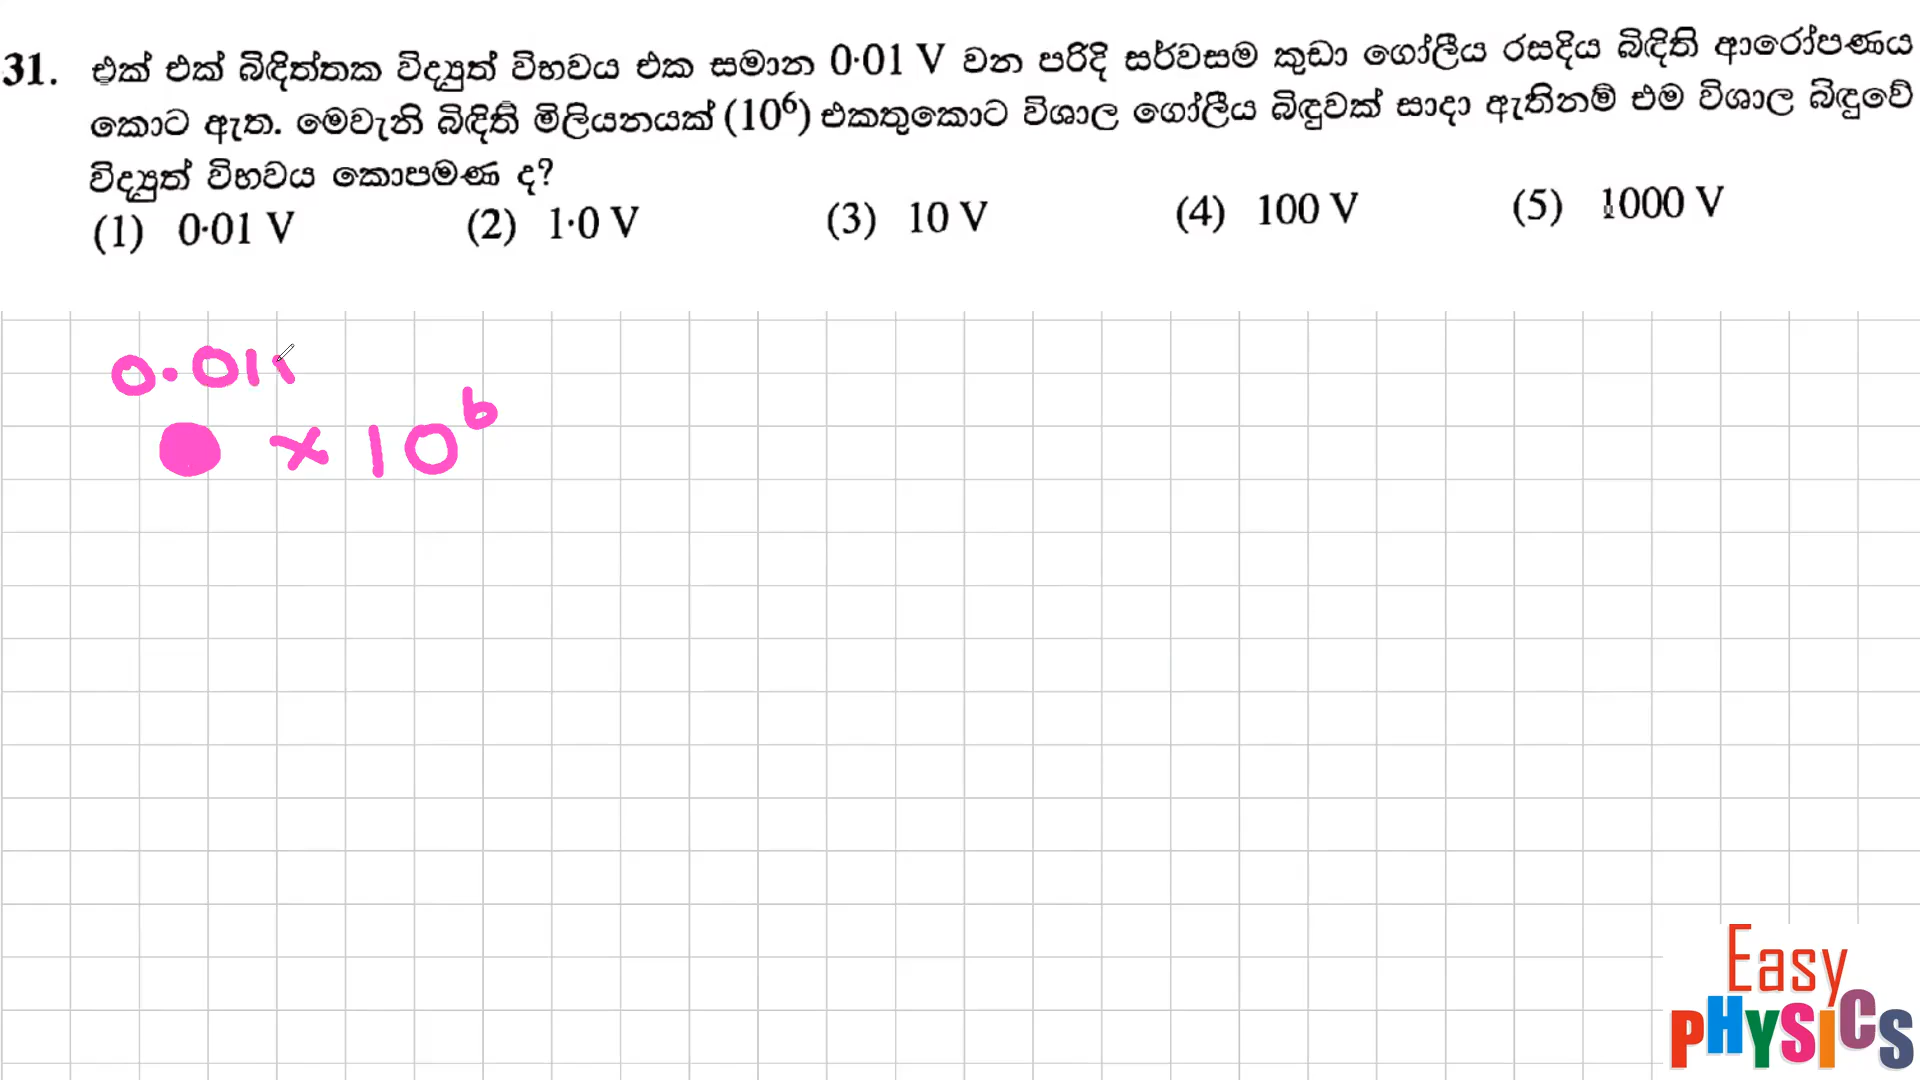 31. එක් එක් බිඳිත්තක විද්‍යුත් විභවය එක සමාන 0·01 V වන පරිදි සර්වසම කුඩා ගෝලීය රසදිය බිඳිති ආරෝපණය
කොට ඇත. මෙවැනි බිඳිති මිලියනයක් (10⁶) එකතුකොට විශාල ගෝලීය බිඳුවක් සාදා ඇතිනම් එම විශාල බිඳුවේ
විද්‍යුත් විභවය කොපමණ ද?
(1) 0·01 V (2) 1·0 V (3) 10 V (4) 100 V (5) 1000 V
0.01
× 10⁶
Easy
PHYSICS